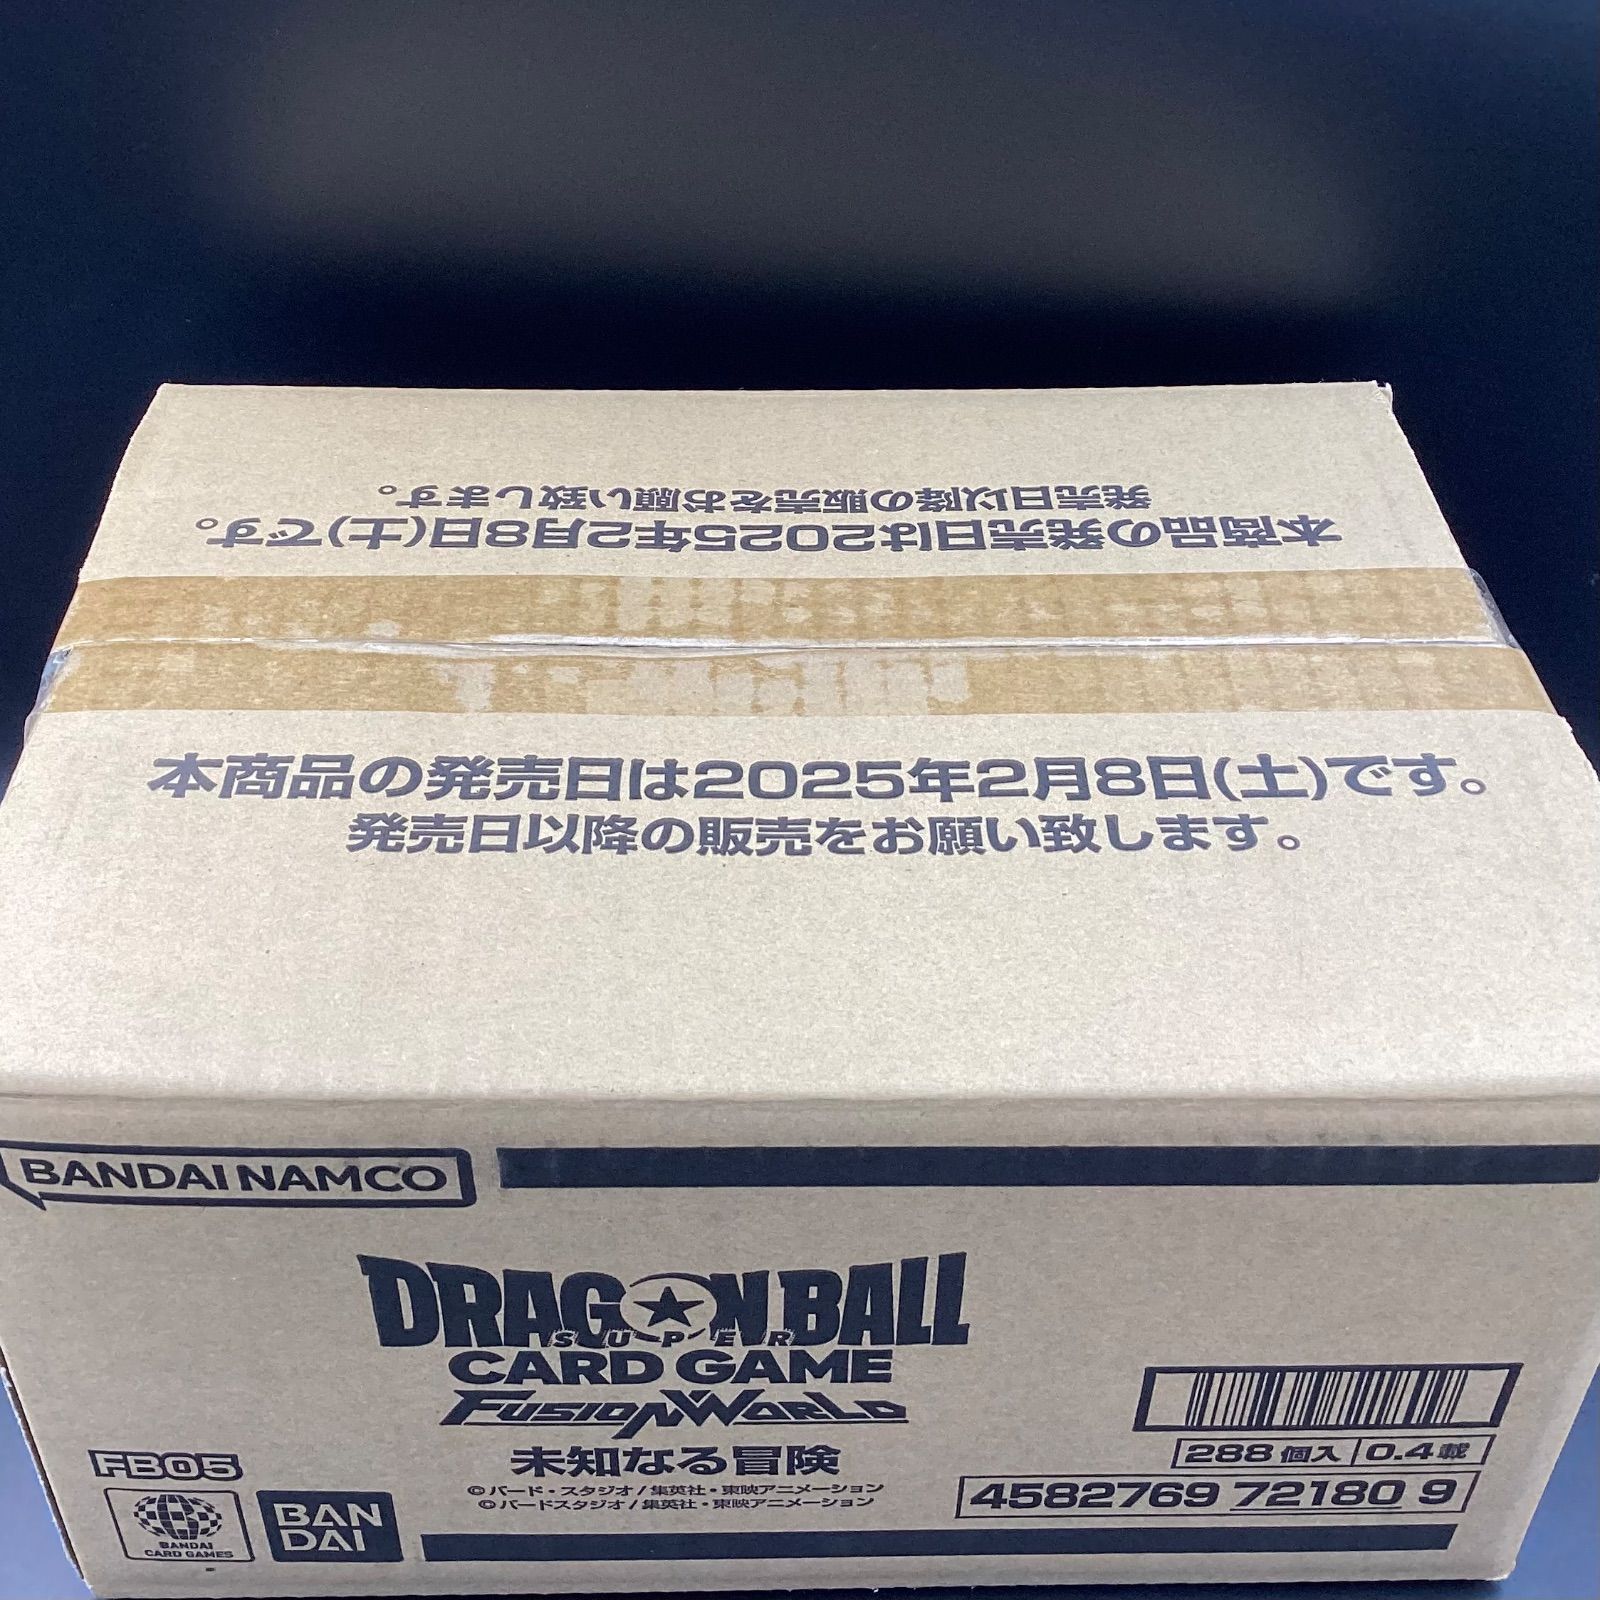 発売日以降の販売をお願い致します。
本商品の発売日は2025年2月8日(土)です。
本商品の発売日は2025年2月8日(土)です。
発売日以降の販売をお願い致します。
BANDAI NAMCO
DRAGON BALL
SUPER
CARD GAME
FUSION WORLD
未知なる冒険
FB05
288個入 0.4載
©バード・スタジオ/集英社・東映アニメーション
©バードスタジオ/集英社・東映アニメーション
4582769 72180 9
BANDAI
CARD GAMES
BAN
DAI